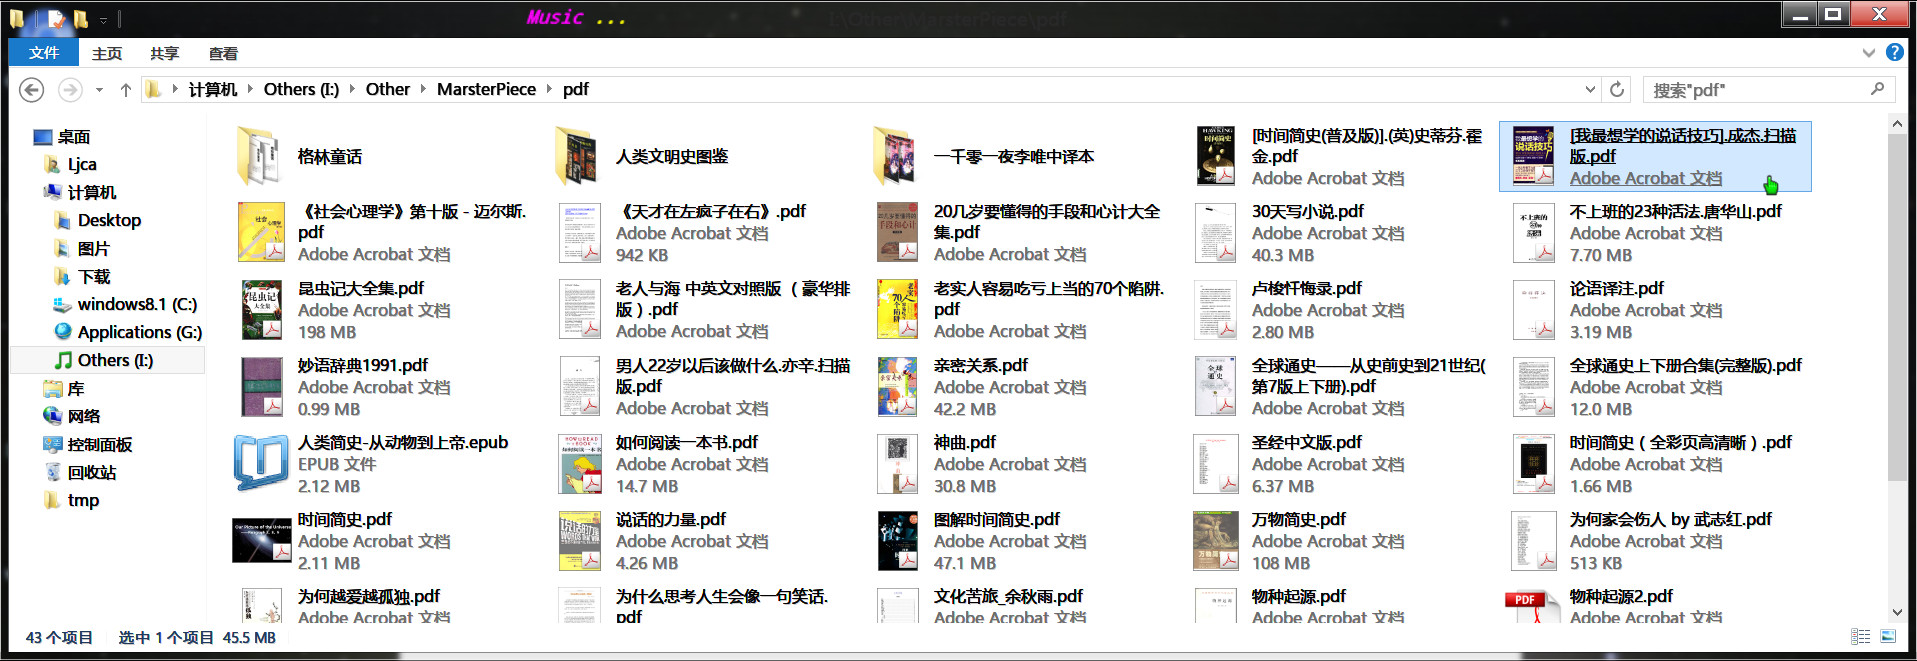 Music ...
I:\Other\MarsterPiece\pdf
文件 主页 共享 查看
计算机 Others (I:) Other MarsterPiece pdf
搜索"pdf"
桌面
Ljca
计算机
Desktop
图片
下载
windows8.1 (C:)
Applications (G:)
Others (I:)
库
网络
控制面板
回收站
tmp
格林童话
人类文明史图鉴
一千零一夜李唯中译本
[时间简史(普及版)].(英)史蒂芬.霍
金.pdf
Adobe Acrobat 文档
[我最想学的说话技巧].成杰.扫描
版.pdf
Adobe Acrobat 文档
《社会心理学》第十版 - 迈尔斯.
pdf
Adobe Acrobat 文档
《天才在左疯子在右》.pdf
Adobe Acrobat 文档
942 KB
20几岁要懂得的手段和心计大全
集.pdf
Adobe Acrobat 文档
30天写小说.pdf
Adobe Acrobat 文档
40.3 MB
不上班的23种活法.唐华山.pdf
Adobe Acrobat 文档
7.70 MB
昆虫记大全集.pdf
Adobe Acrobat 文档
198 MB
老人与海 中英文对照版 （豪华排
版）.pdf
Adobe Acrobat 文档
老实人容易吃亏上当的70个陷阱.
pdf
Adobe Acrobat 文档
卢梭忏悔录.pdf
Adobe Acrobat 文档
2.80 MB
论语译注.pdf
Adobe Acrobat 文档
3.19 MB
妙语辞典1991.pdf
Adobe Acrobat 文档
0.99 MB
男人22岁以后该做什么.亦辛.扫描
版.pdf
Adobe Acrobat 文档
亲密关系.pdf
Adobe Acrobat 文档
42.2 MB
全球通史——从史前史到21世纪(
第7版上下册).pdf
Adobe Acrobat 文档
全球通史上下册合集(完整版).pdf
Adobe Acrobat 文档
12.0 MB
人类简史-从动物到上帝.epub
EPUB 文件
2.12 MB
如何阅读一本书.pdf
Adobe Acrobat 文档
14.7 MB
神曲.pdf
Adobe Acrobat 文档
30.8 MB
圣经中文版.pdf
Adobe Acrobat 文档
6.37 MB
时间简史（全彩页高清晰）.pdf
Adobe Acrobat 文档
1.66 MB
时间简史.pdf
Adobe Acrobat 文档
2.11 MB
说话的力量.pdf
Adobe Acrobat 文档
4.26 MB
图解时间简史.pdf
Adobe Acrobat 文档
47.1 MB
万物简史.pdf
Adobe Acrobat 文档
108 MB
为何家会伤人 by 武志红.pdf
Adobe Acrobat 文档
513 KB
为何越爱越孤独.pdf
Adobe Acrobat 文档
为什么思考人生会像一句笑话.
pdf
文化苦旅_余秋雨.pdf
Adobe Acrobat 文档
物种起源.pdf
Adobe Acrobat 文档
PDF
物种起源2.pdf
Adobe Acrobat 文档
43 个项目 选中 1 个项目 45.5 MB